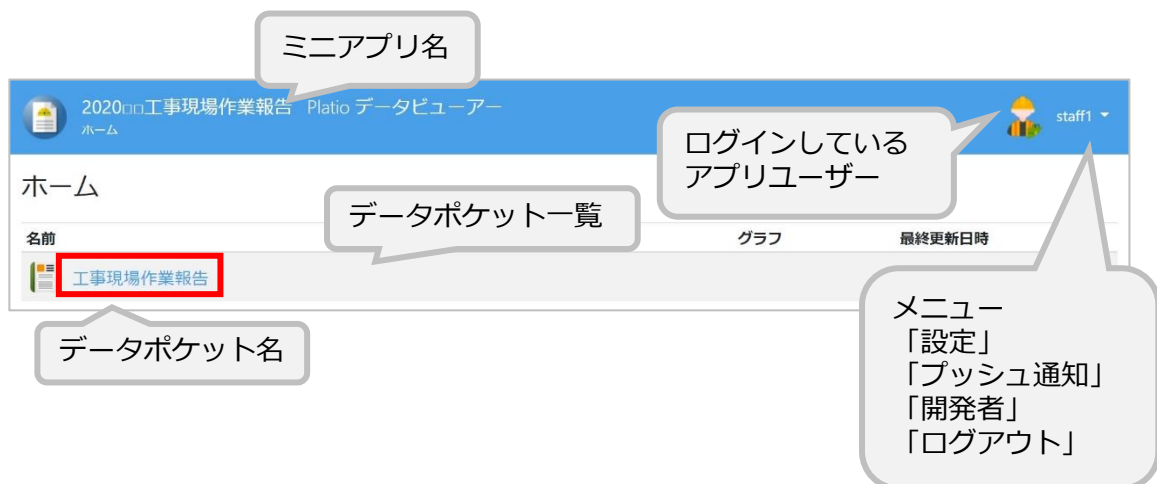 ミニアプリ名
2020□□工事現場作業報告 Platio データビューアー
ホーム
staff1
ログインしている
アプリユーザー
ホーム
データポケット一覧
名前
グラフ
最終更新日時
工事現場作業報告
データポケット名
メニュー
「設定」
「プッシュ通知」
「開発者」
「ログアウト」